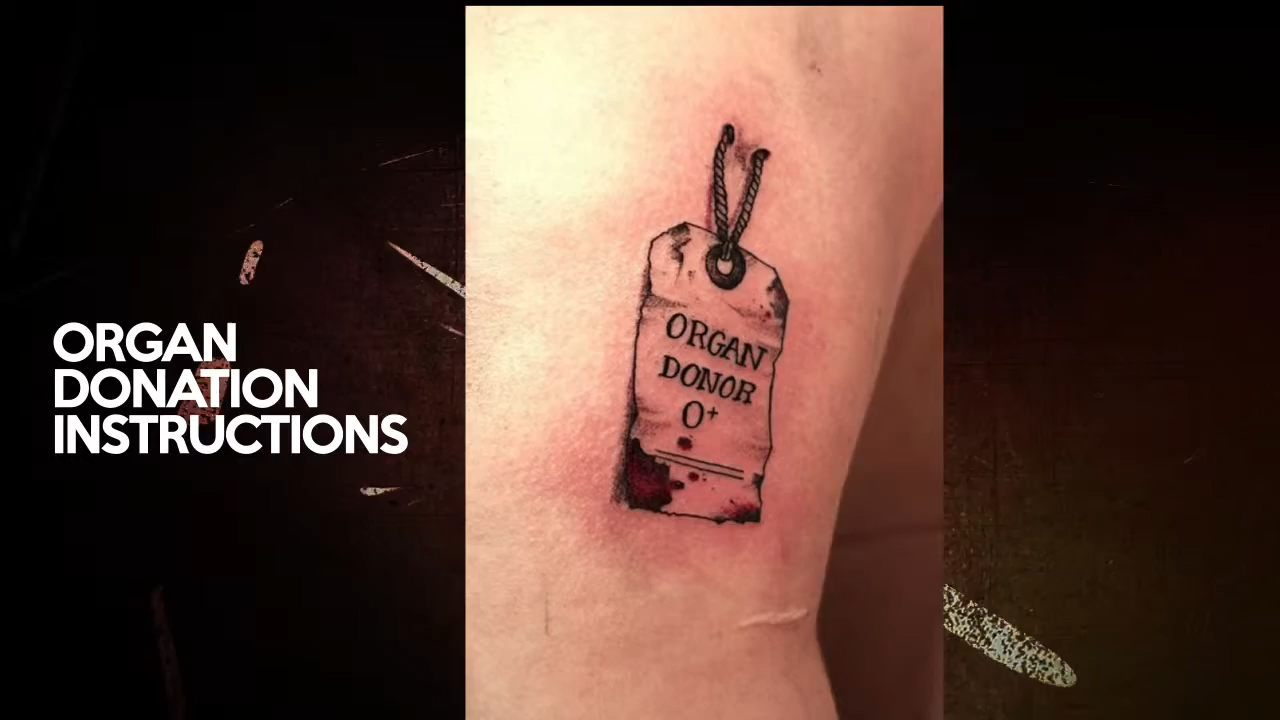 ORGAN
DONATION
INSTRUCTIONS
ORGAN
DONOR
O+